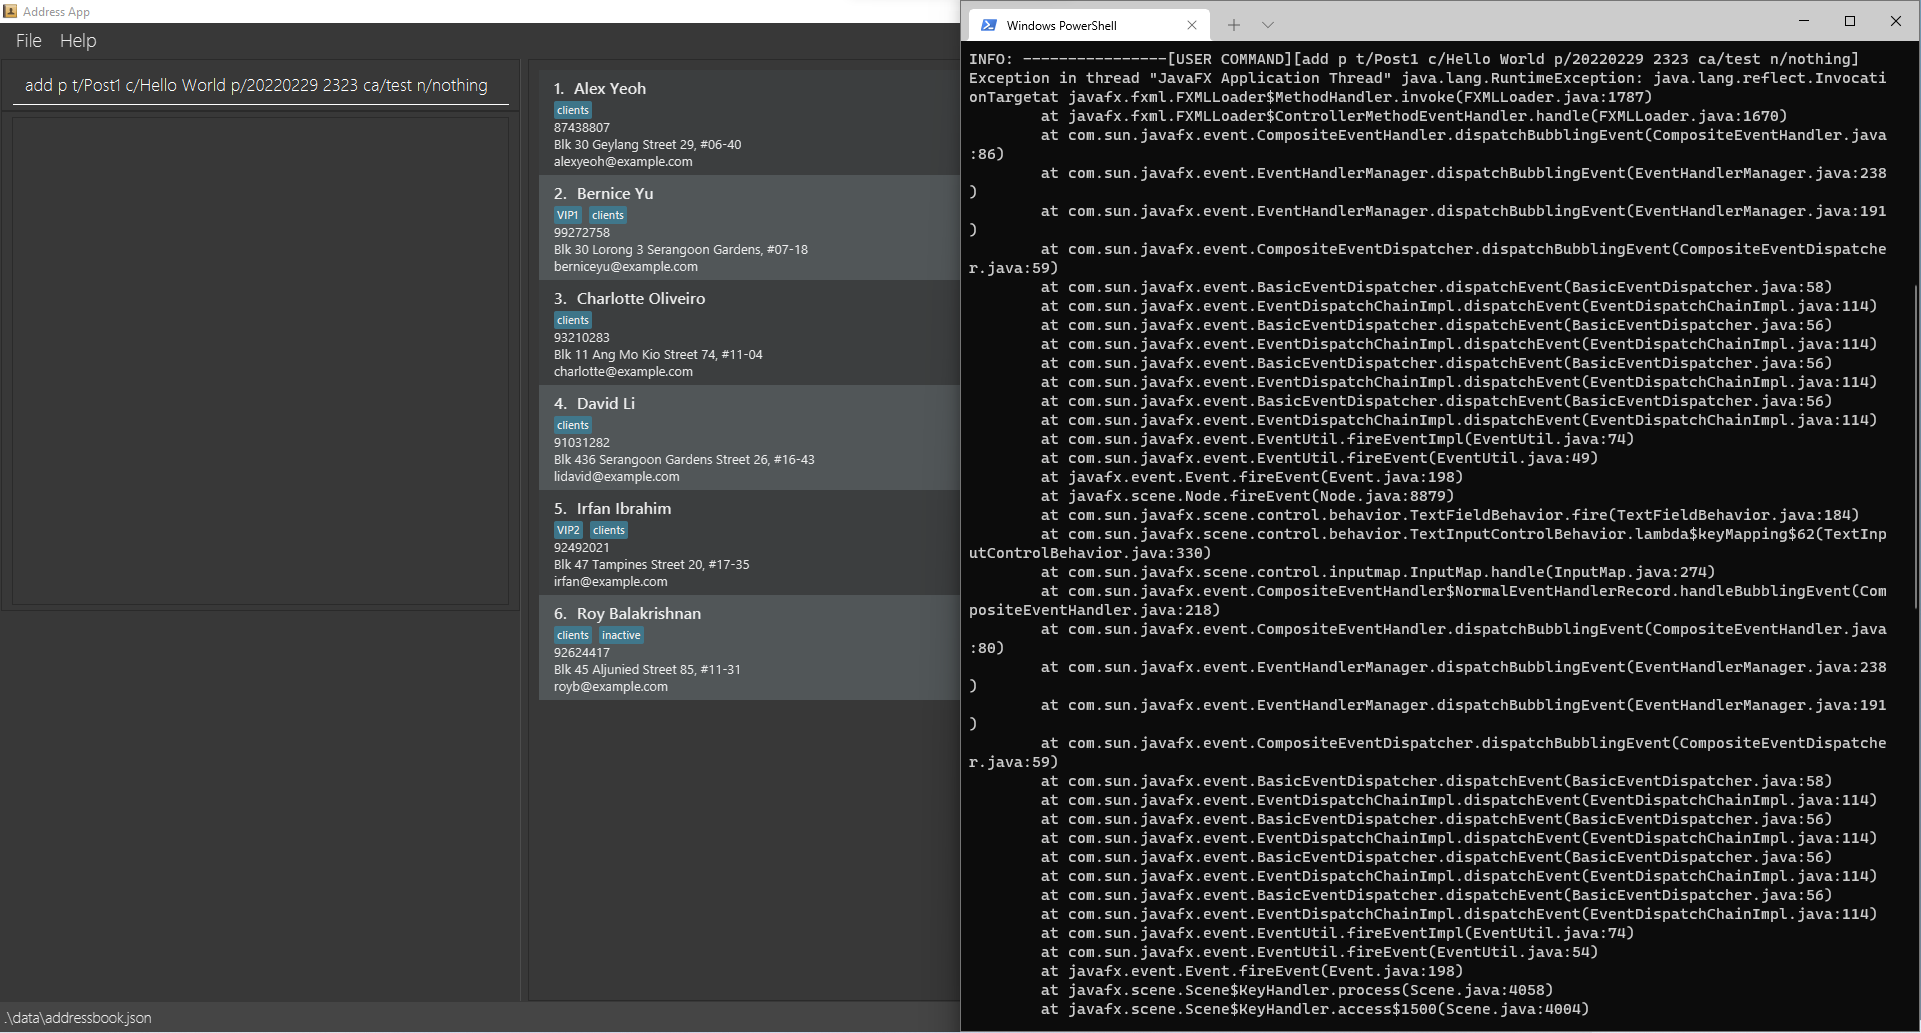 Address App
File Help
add p t/Post1 c/Hello World p/20220229 2323 ca/test n/nothing
1. Alex Yeoh
clients
87438807
Blk 30 Geylang Street 29, #06-40
alexyeoh@example.com
2. Bernice Yu
VIP1 clients
99272758
Blk 30 Lorong 3 Serangoon Gardens, #07-18
berniceyu@example.com
3. Charlotte Oliveiro
clients
93210283
Blk 11 Ang Mo Kio Street 74, #11-04
charlotte@example.com
4. David Li
clients
91031282
Blk 436 Serangoon Gardens Street 26, #16-43
lidavid@example.com
5. Irfan Ibrahim
VIP2 clients
92492021
Blk 47 Tampines Street 20, #17-35
irfan@example.com
6. Roy Balakrishnan
clients inactive
92624417
Blk 45 Aljunied Street 85, #11-31
royb@example.com
.\data\addressbook.json
Windows PowerShell
INFO: ----------------[USER COMMAND][add p t/Post1 c/Hello World p/20220229 2323 ca/test n/nothing]
Exception in thread "JavaFX Application Thread" java.lang.RuntimeException: java.lang.reflect.Invocati
onTargetat javafx.fxml.FXMLLoader$MethodHandler.invoke(FXMLLoader.java:1787)
at javafx.fxml.FXMLLoader$ControllerMethodEventHandler.handle(FXMLLoader.java:1670)
at com.sun.javafx.event.CompositeEventHandler.dispatchBubblingEvent(CompositeEventHandler.java
:86)
at com.sun.javafx.event.EventHandlerManager.dispatchBubblingEvent(EventHandlerManager.java:238
)
at com.sun.javafx.event.EventHandlerManager.dispatchBubblingEvent(EventHandlerManager.java:191
)
at com.sun.javafx.event.CompositeEventDispatcher.dispatchBubblingEvent(CompositeEventDispatche
r.java:59)
at com.sun.javafx.event.BasicEventDispatcher.dispatchEvent(BasicEventDispatcher.java:58)
at com.sun.javafx.event.EventDispatchChainImpl.dispatchEvent(EventDispatchChainImpl.java:114)
at com.sun.javafx.event.BasicEventDispatcher.dispatchEvent(BasicEventDispatcher.java:56)
at com.sun.javafx.event.EventDispatchChainImpl.dispatchEvent(EventDispatchChainImpl.java:114)
at com.sun.javafx.event.BasicEventDispatcher.dispatchEvent(BasicEventDispatcher.java:56)
at com.sun.javafx.event.EventDispatchChainImpl.dispatchEvent(EventDispatchChainImpl.java:114)
at com.sun.javafx.event.BasicEventDispatcher.dispatchEvent(BasicEventDispatcher.java:56)
at com.sun.javafx.event.EventDispatchChainImpl.dispatchEvent(EventDispatchChainImpl.java:114)
at com.sun.javafx.event.EventUtil.fireEventImpl(EventUtil.java:74)
at com.sun.javafx.event.EventUtil.fireEvent(EventUtil.java:49)
at javafx.event.Event.fireEvent(Event.java:198)
at javafx.scene.Node.fireEvent(Node.java:8879)
at com.sun.javafx.scene.control.behavior.TextFieldBehavior.fire(TextFieldBehavior.java:184)
at com.sun.javafx.scene.control.behavior.TextInputControlBehavior.lambda$keyMapping$62(TextInp
utControlBehavior.java:330)
at com.sun.javafx.scene.control.inputmap.InputMap.handle(InputMap.java:274)
at com.sun.javafx.event.CompositeEventHandler$NormalEventHandlerRecord.handleBubblingEvent(Com
positeEventHandler.java:218)
at com.sun.javafx.event.CompositeEventHandler.dispatchBubblingEvent(CompositeEventHandler.java
:80)
at com.sun.javafx.event.EventHandlerManager.dispatchBubblingEvent(EventHandlerManager.java:238
)
at com.sun.javafx.event.EventHandlerManager.dispatchBubblingEvent(EventHandlerManager.java:191
)
at com.sun.javafx.event.CompositeEventDispatcher.dispatchBubblingEvent(CompositeEventDispatche
r.java:59)
at com.sun.javafx.event.BasicEventDispatcher.dispatchEvent(BasicEventDispatcher.java:58)
at com.sun.javafx.event.EventDispatchChainImpl.dispatchEvent(EventDispatchChainImpl.java:114)
at com.sun.javafx.event.BasicEventDispatcher.dispatchEvent(BasicEventDispatcher.java:56)
at com.sun.javafx.event.EventDispatchChainImpl.dispatchEvent(EventDispatchChainImpl.java:114)
at com.sun.javafx.event.BasicEventDispatcher.dispatchEvent(BasicEventDispatcher.java:56)
at com.sun.javafx.event.EventDispatchChainImpl.dispatchEvent(EventDispatchChainImpl.java:114)
at com.sun.javafx.event.BasicEventDispatcher.dispatchEvent(BasicEventDispatcher.java:56)
at com.sun.javafx.event.EventDispatchChainImpl.dispatchEvent(EventDispatchChainImpl.java:114)
at com.sun.javafx.event.EventUtil.fireEventImpl(EventUtil.java:74)
at com.sun.javafx.event.EventUtil.fireEvent(EventUtil.java:54)
at javafx.event.Event.fireEvent(Event.java:198)
at javafx.scene.Scene$KeyHandler.process(Scene.java:4058)
at javafx.scene.Scene$KeyHandler.access$1500(Scene.java:4004)